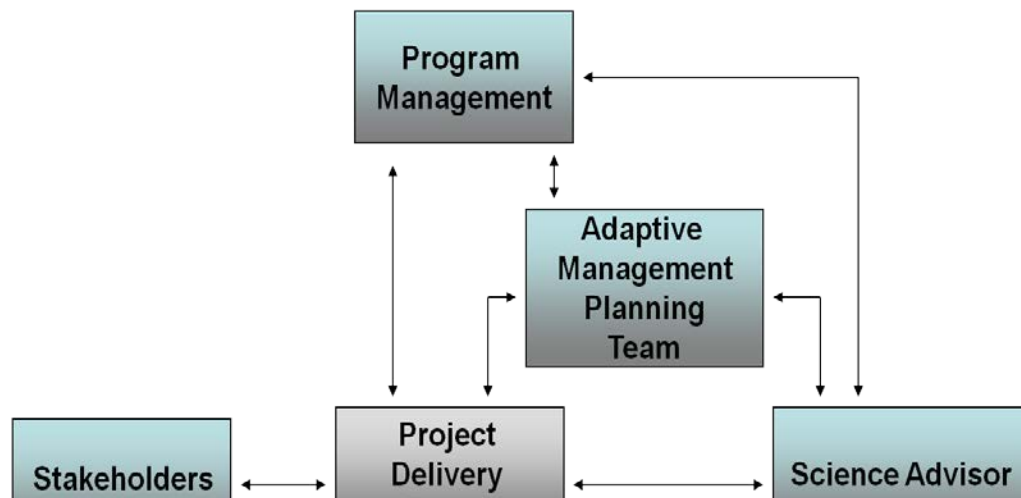 Program
Management
Adaptive
Management
Planning
Team
Project
Delivery
Stakeholders
Science Advisor